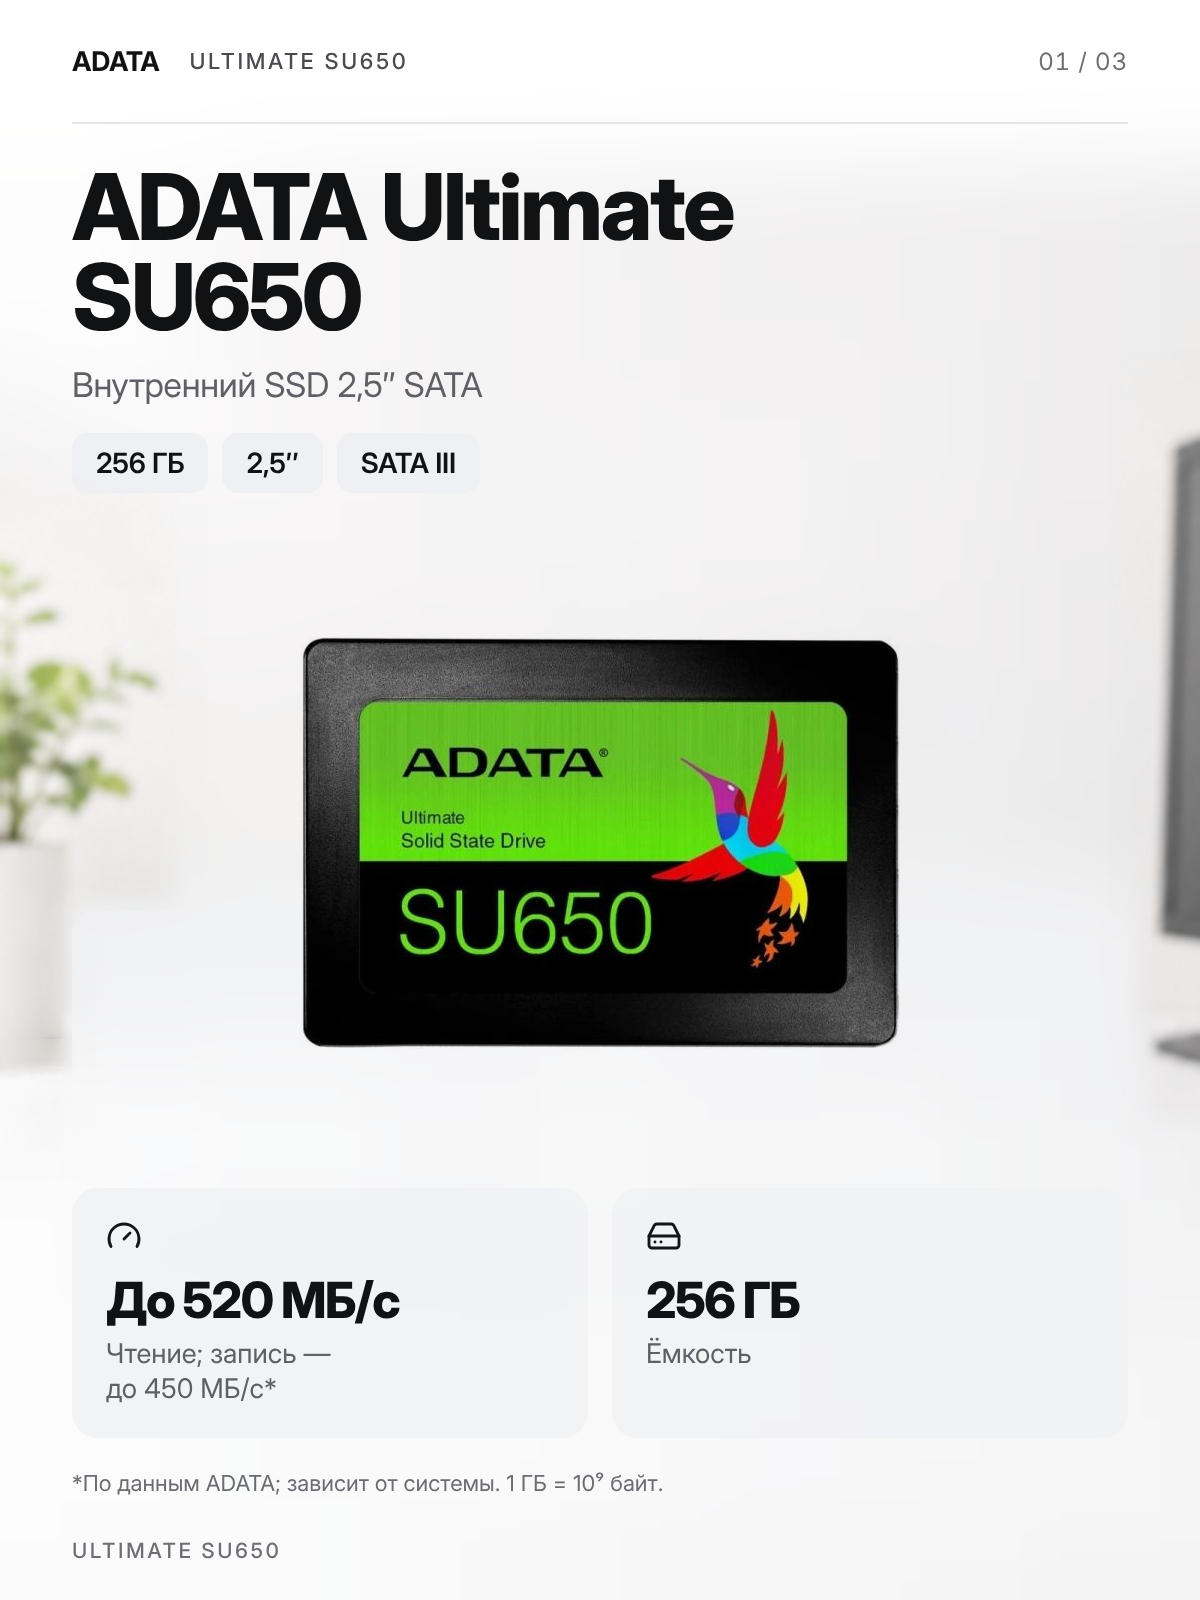 ADATA ULTIMATE SU650
01 / 03
ADATA Ultimate
SU650
Внутренний SSD 2,5″ SATA
256 ГБ
2,5″
SATA III
ADATA®
Ultimate
Solid State Drive
SU650
До 520 МБ/с
Чтение; запись —
до 450 МБ/с*
256 ГБ
Ёмкость
*По данным ADATA; зависит от системы. 1 ГБ = 10⁹ байт.
ULTIMATE SU650